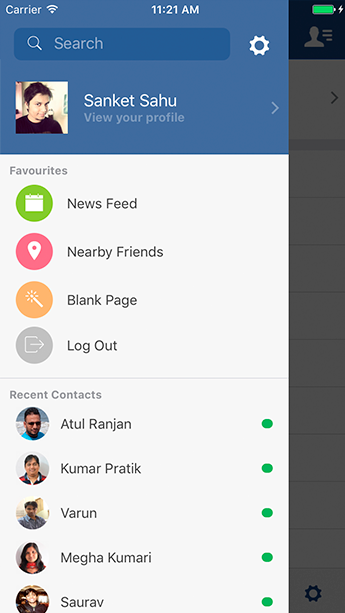 Carrier 11:21 AM
Search
Sanket Sahu
View your profile
Favourites
News Feed
Nearby Friends
Blank Page
Log Out
Recent Contacts
Atul Ranjan
Kumar Pratik
Varun
Megha Kumari
Saurav